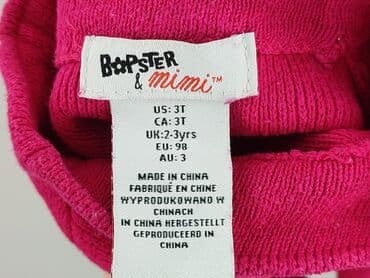 BOPSTER
& mimi™
US: 3T
CA: 3T
UK: 2-3yrs
EU: 98
AU: 3
MADE IN CHINA
FABRIQUÉ EN CHINE
WYPRODUKOWANO W
CHINACH
IN CHINA HERGESTELLT
GEPRODUCEERD IN
CHINA